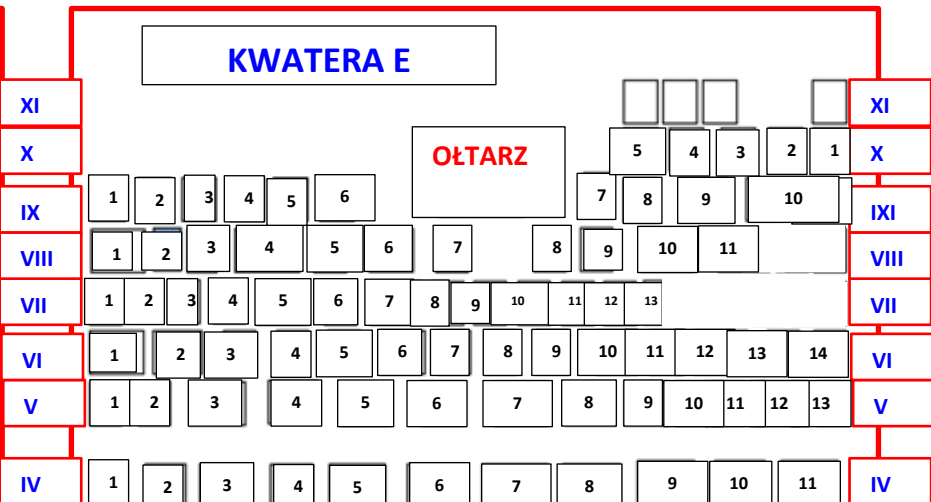 KWATERA E
XI XI
OŁTARZ
X 5 4 3 2 1 X
IX 1 2 3 4 5 6 7 8 9 10 IXI
VIII 1 2 3 4 5 6 7 8 9 10 11 VIII
VII 1 2 3 4 5 6 7 8 9 10 11 12 13 VII
VI 1 2 3 4 5 6 7 8 9 10 11 12 13 14 VI
V 1 2 3 4 5 6 7 8 9 10 11 12 13 V
IV 1 2 3 4 5 6 7 8 9 10 11 IV